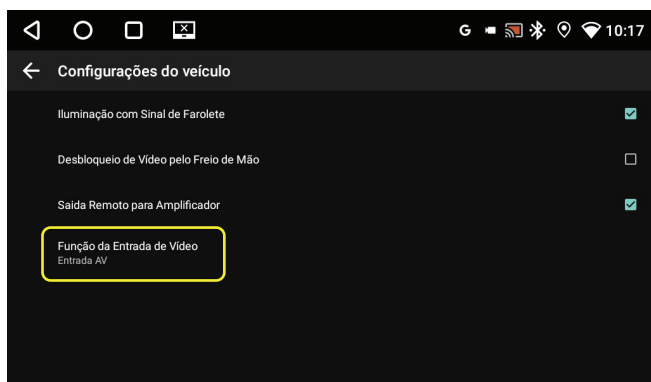 G 10:17
Configurações do veículo
Iluminação com Sinal de Farolete
Desbloqueio de Vídeo pelo Freio de Mão
Saida Remoto para Amplificador
Função da Entrada de Vídeo
Entrada AV